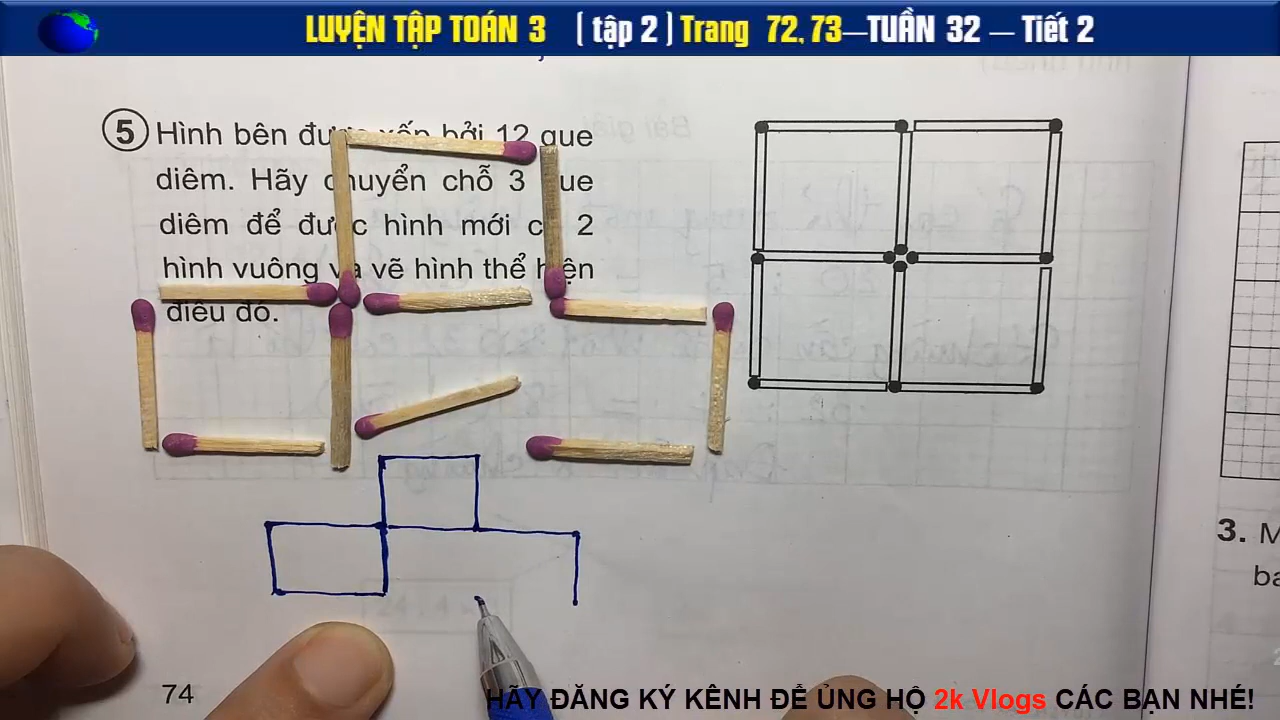 LUYỆN TẬP TOÁN 3 ( tập 2 ) Trang 72, 73—TUẦN 32 — Tiết 2
5 Hình bên được xếp bởi 12 que
diêm. Hãy chuyển chỗ 3 que
diêm để được hình mới có 2
hình vuông và vẽ hình thể hiện
điều đó.
3. M
ba
74
HÃY ĐĂNG KÝ KÊNH ĐỂ ỦNG HỘ 2k Vlogs CÁC BẠN NHÉ!